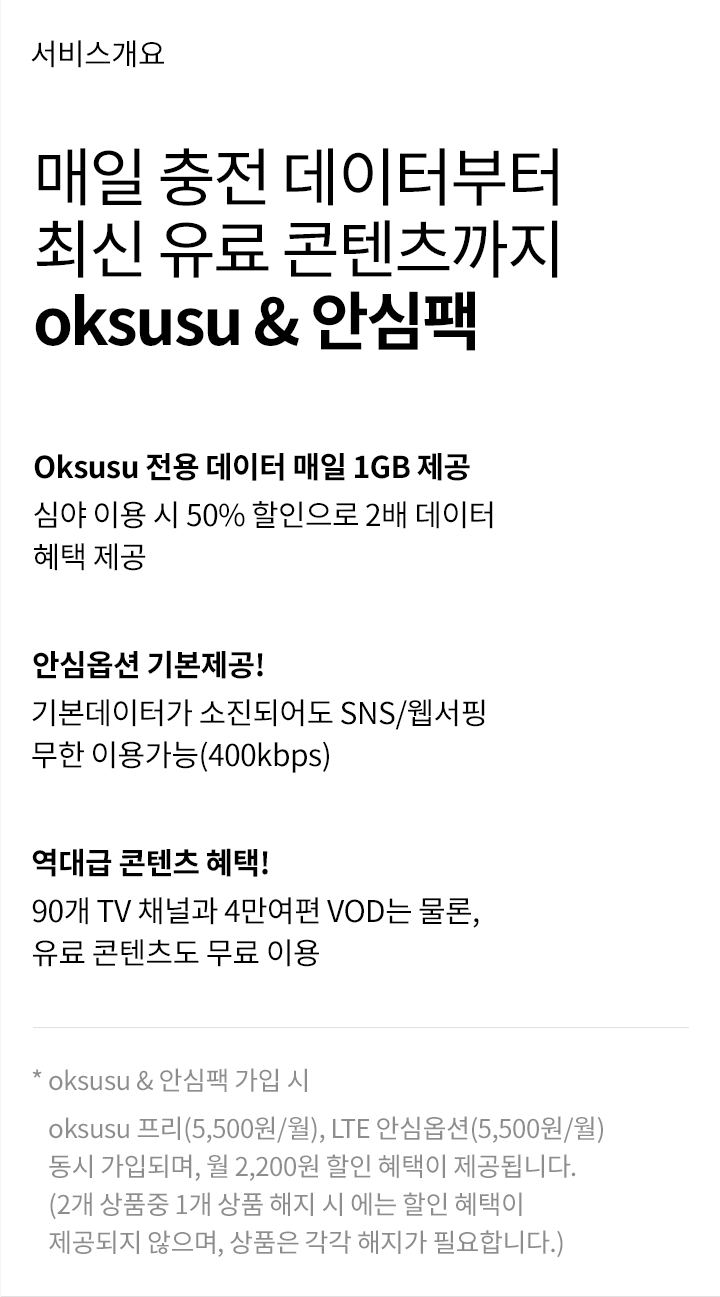 서비스개요
매일 충전 데이터부터
최신 유료 콘텐츠까지
oksusu & 안심팩
Oksusu 전용 데이터 매일 1GB 제공
심야 이용 시 50% 할인으로 2배 데이터
혜택 제공
안심옵션 기본제공!
기본데이터가 소진되어도 SNS/웹서핑
무한 이용가능(400kbps)
역대급 콘텐츠 혜택!
90개 TV 채널과 4만여편 VOD는 물론,
유료 콘텐츠도 무료 이용
* oksusu & 안심팩 가입 시
oksusu 프리(5,500원/월), LTE 안심옵션(5,500원/월)
동시 가입되며, 월 2,200원 할인 혜택이 제공됩니다.
(2개 상품중 1개 상품 해지 시 에는 할인 혜택이
제공되지 않으며, 상품은 각각 해지가 필요합니다.)